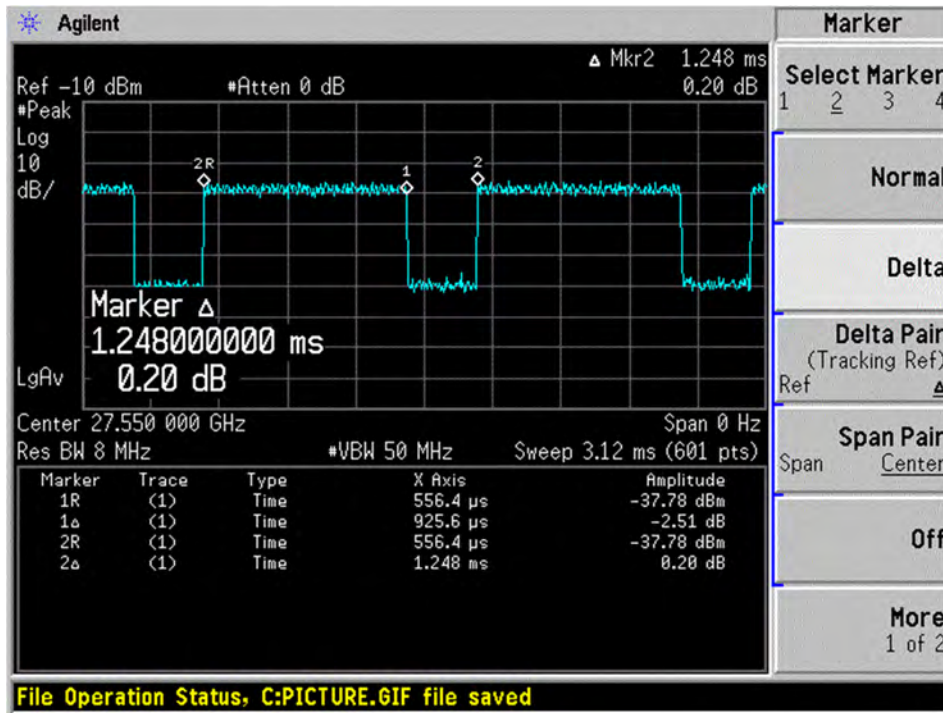 Agilent
Marker
Δ Mkr2 1.248 ms
Ref -10 dBm #Atten 0 dB 0.20 dB
#Peak
Log
10
dB/
2R
1
2
Marker Δ
1.248000000 ms
0.20 dB
LgAv
Center 27.550 000 GHz Span 0 Hz
Res BW 8 MHz #VBW 50 MHz Sweep 3.12 ms (601 pts)
Marker Trace Type X Axis Amplitude
1R (1) Time 556.4 µs -37.78 dBm
1Δ (1) Time 925.6 µs -2.51 dB
2R (1) Time 556.4 µs -37.78 dBm
2Δ (1) Time 1.248 ms 0.20 dB
Select Marker
1 2 3 4
Normal
Delta
Delta Pair
(Tracking Ref)
Ref Δ
Span Pair
Span Center
Off
More
1 of 2
File Operation Status, C:PICTURE.GIF file saved